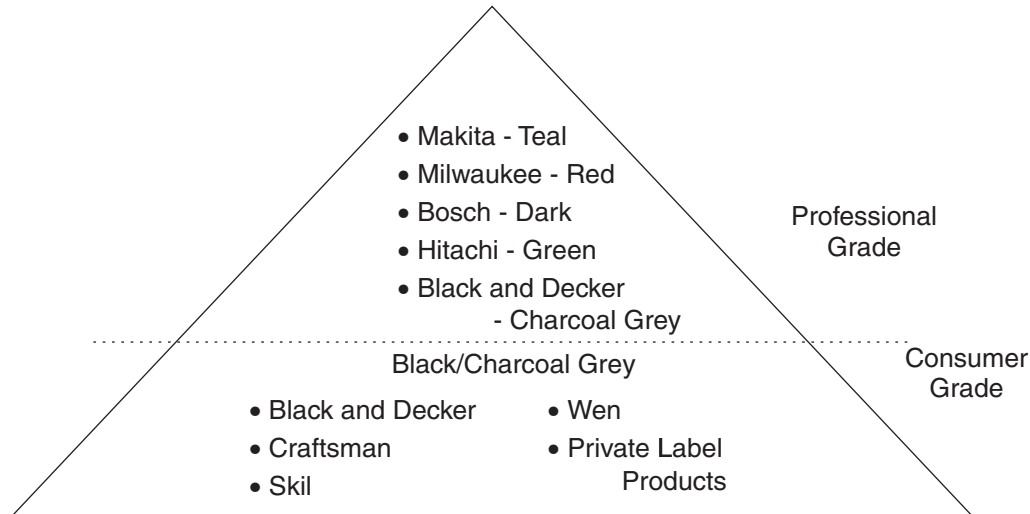 • Makita - Teal
• Milwaukee - Red
• Bosch - Dark
• Hitachi - Green
• Black and Decker
- Charcoal Grey
Professional
Grade
Black/Charcoal Grey
Consumer
Grade
• Black and Decker
• Craftsman
• Skil
• Wen
• Private Label
Products